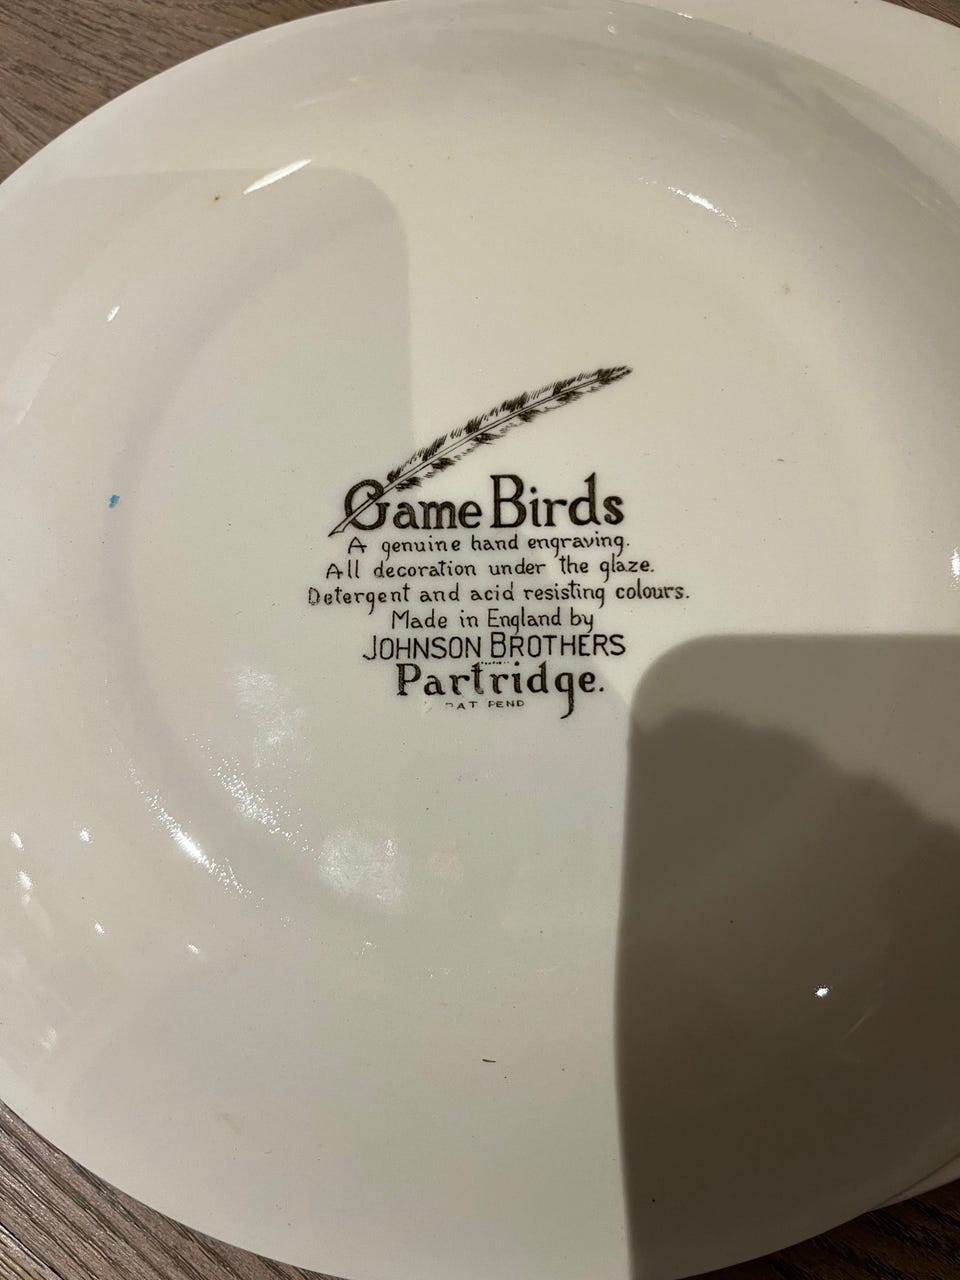 Game Birds
A genuine hand engraving.
All decoration under the glaze.
Detergent and acid resisting colours.
Made in England by
JOHNSON BROTHERS
Partridge.
PAT PEND